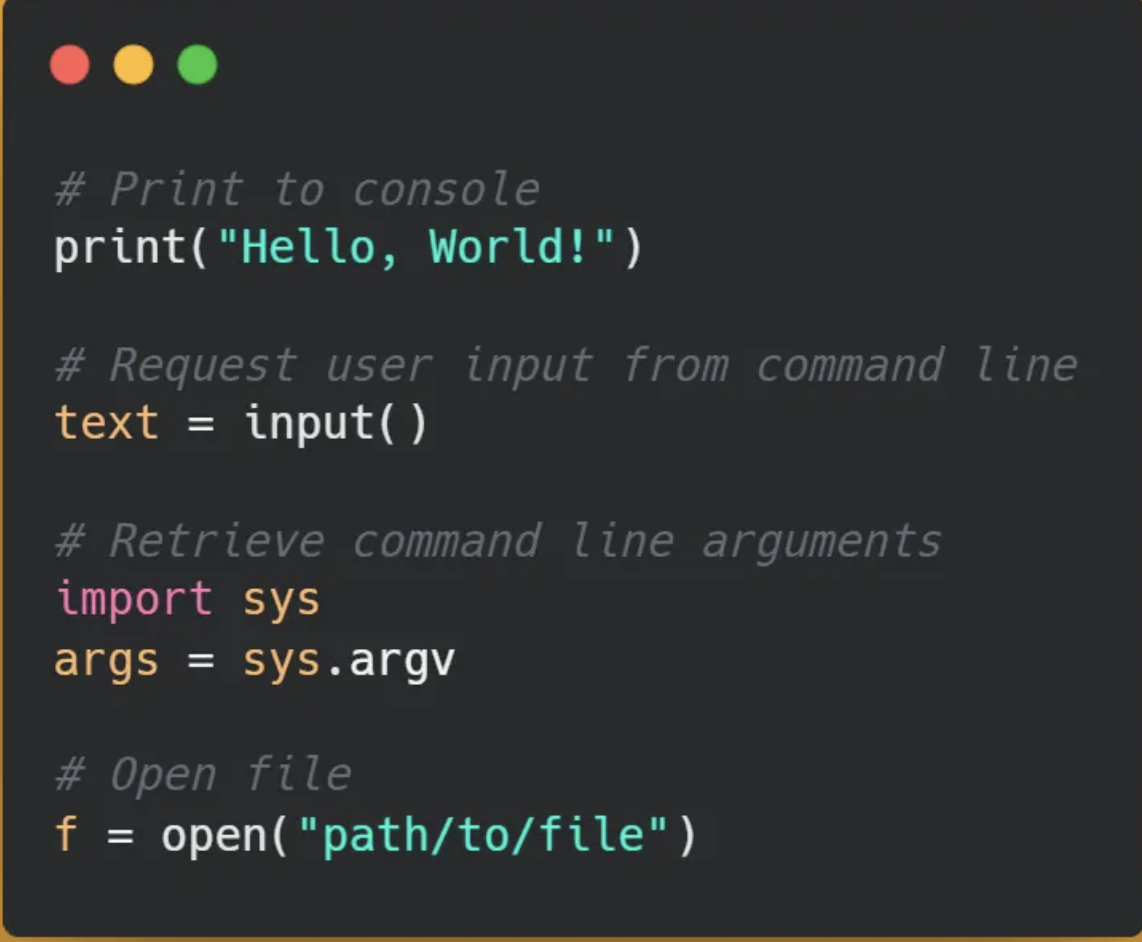 # Print to console
print("Hello, World!")
# Request user input from command line
text = input()
# Retrieve command line arguments
import sys
args = sys.argv
# Open file
f = open("path/to/file")